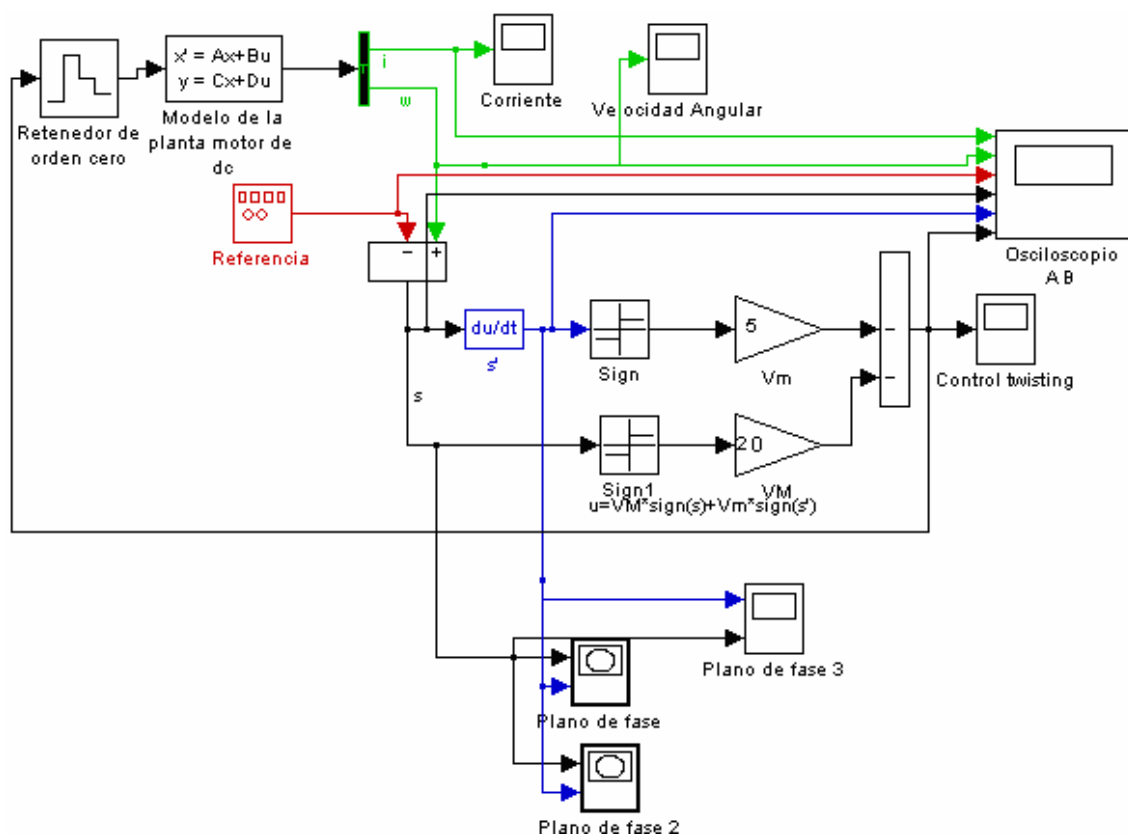 Retenedor de
orden cero
x' = Ax+Bu
y = Cx+Du
Modelo de la
planta motor de
dc
i
w
Corriente
Velocidad Angular
Referencia
−
+
Osciloscopio
A B
s
du/dt
s'
Sign
5
Vm
−
−
Control twisting
Sign1
20
VM
u=VM*sign(s)+Vm*sign(s')
Plano de fase 3
Plano de fase
Plano de fase 2